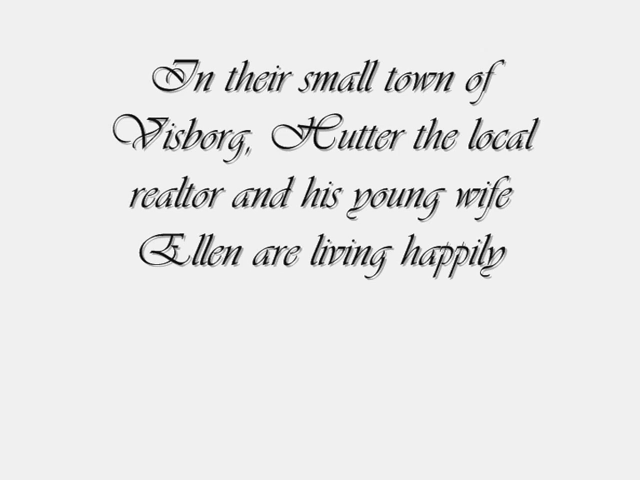 In their small town of
Visborg, Hutter the local
realtor and his young wife
Ellen are living happily